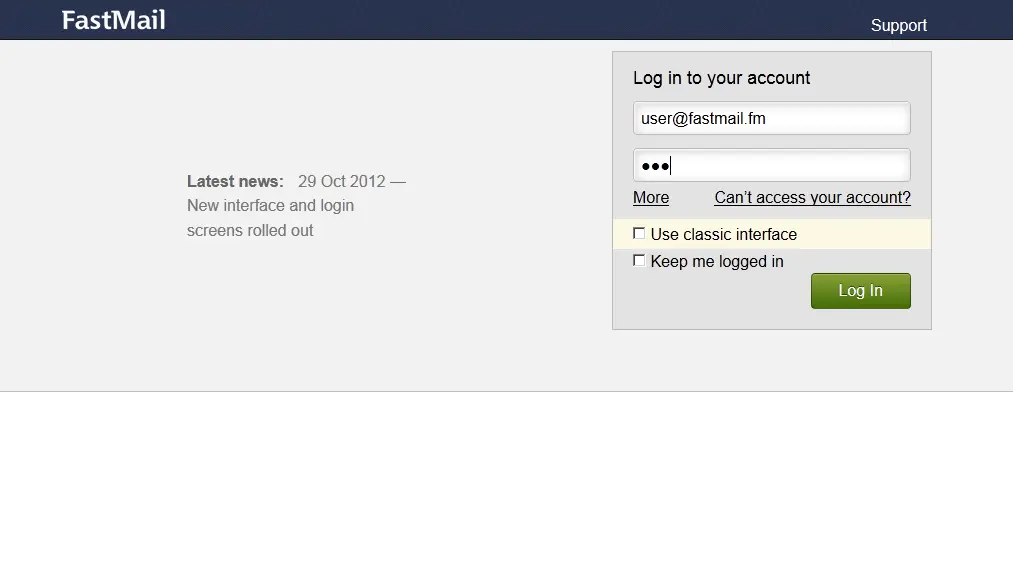 FastMail
Support
Log in to your account
user@fastmail.fm
●●●
More
Can't access your account?
Latest news: 29 Oct 2012 —
New interface and login
screens rolled out
Use classic interface
Keep me logged in
Log In